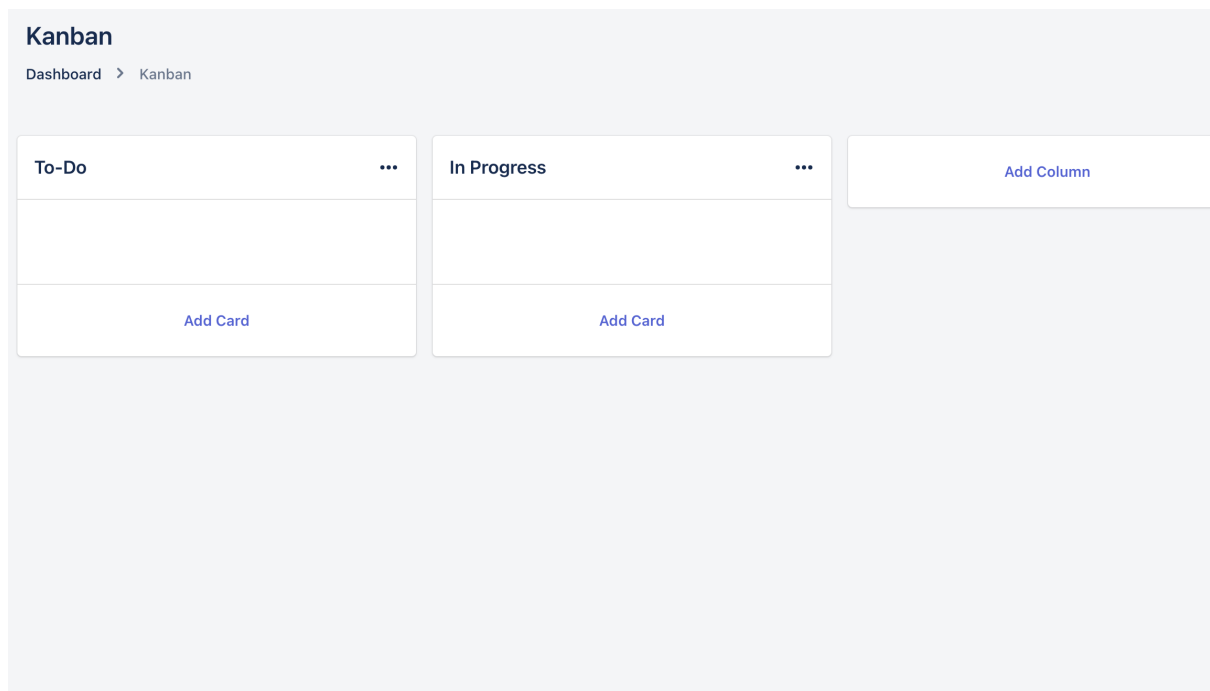 Kanban
Dashboard > Kanban
To-Do
Add Card
In Progress
Add Card
Add Column